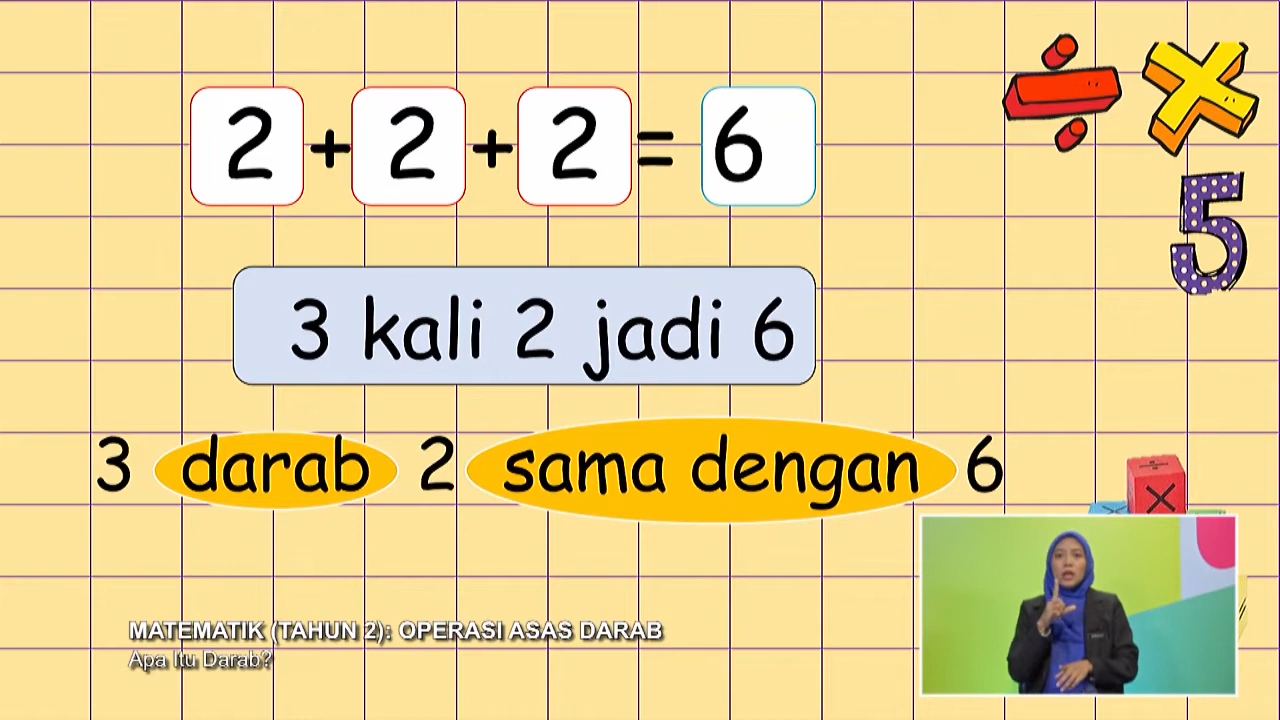 2 + 2 + 2 = 6
÷ ×
5
3 kali 2 jadi 6
3 darab 2 sama dengan 6
MATEMATIK (TAHUN 2): OPERASI ASAS DARAB
Apa Itu Darab?